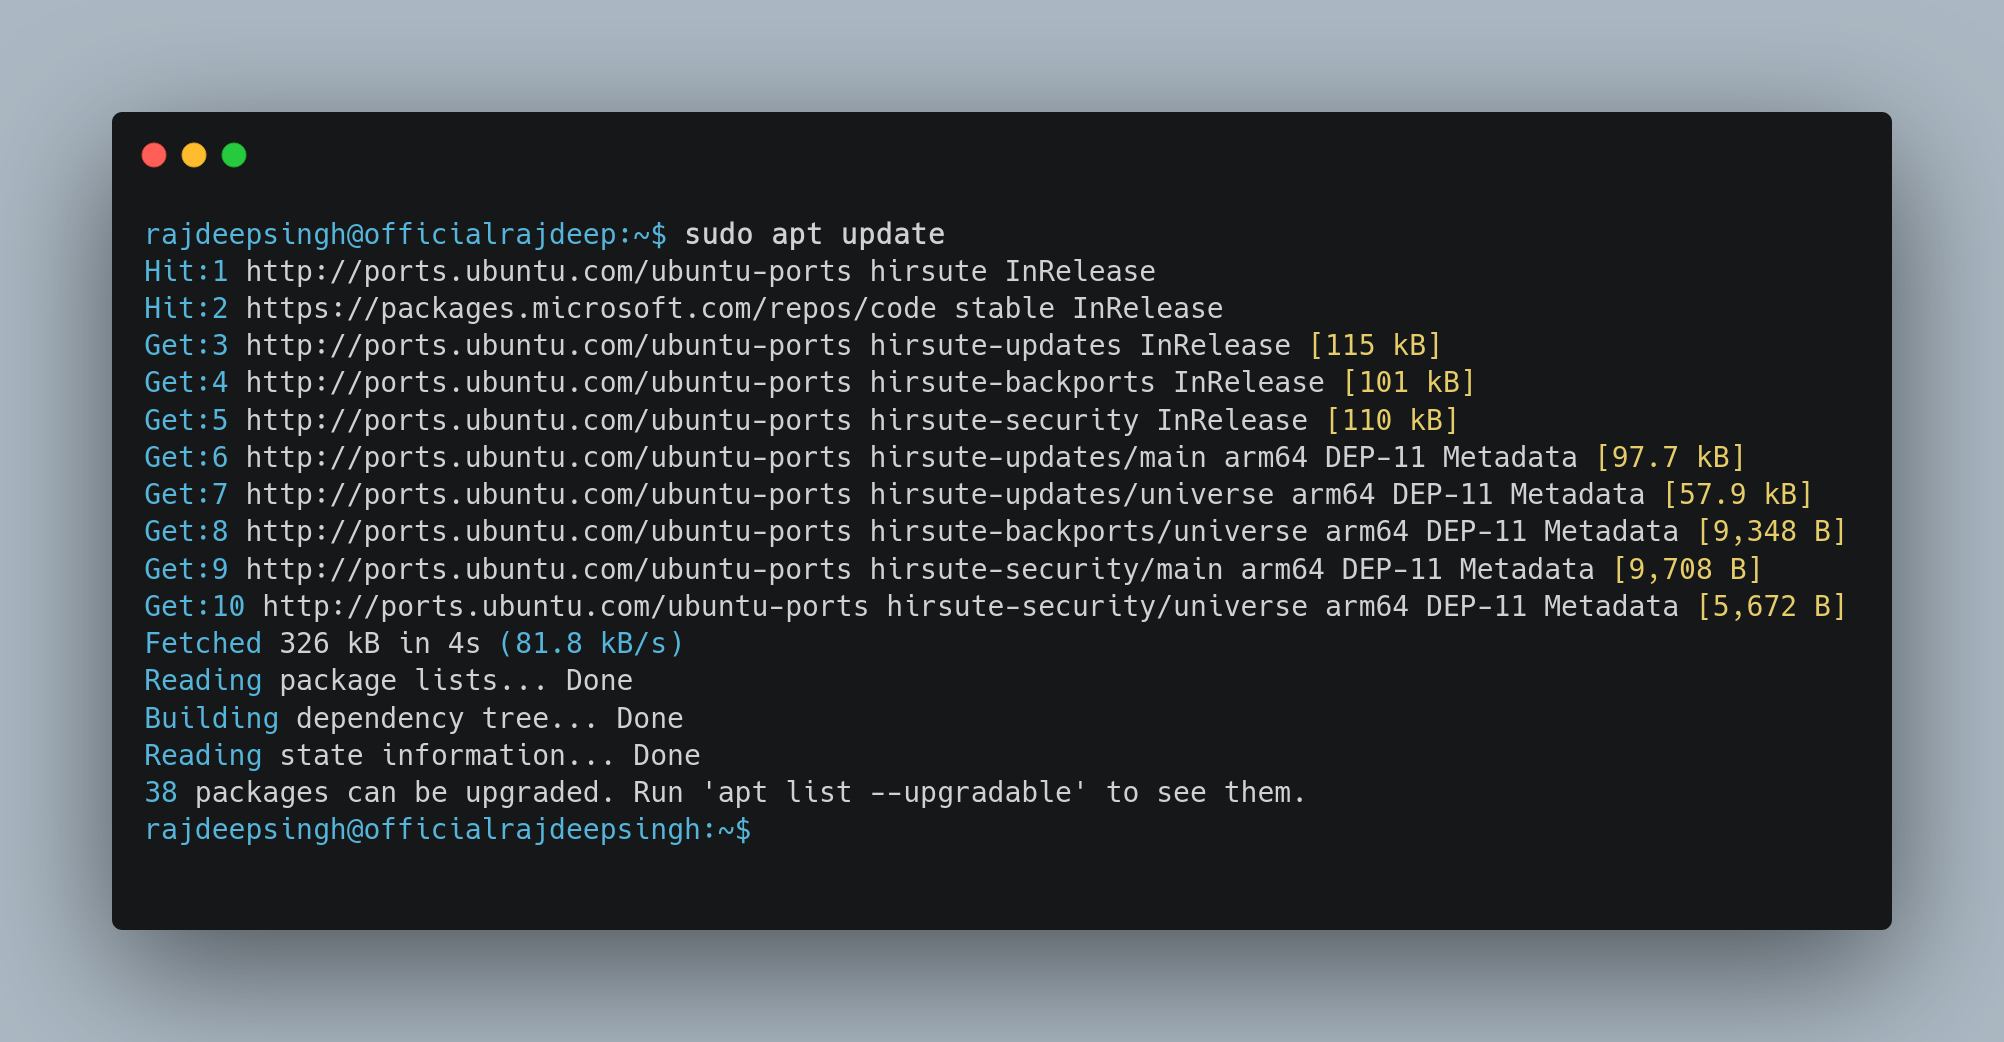 rajdeepsingh@officialrajdeep:~$ sudo apt update
Hit:1 http://ports.ubuntu.com/ubuntu-ports hirsute InRelease
Hit:2 https://packages.microsoft.com/repos/code stable InRelease
Get:3 http://ports.ubuntu.com/ubuntu-ports hirsute-updates InRelease [115 kB]
Get:4 http://ports.ubuntu.com/ubuntu-ports hirsute-backports InRelease [101 kB]
Get:5 http://ports.ubuntu.com/ubuntu-ports hirsute-security InRelease [110 kB]
Get:6 http://ports.ubuntu.com/ubuntu-ports hirsute-updates/main arm64 DEP-11 Metadata [97.7 kB]
Get:7 http://ports.ubuntu.com/ubuntu-ports hirsute-updates/universe arm64 DEP-11 Metadata [57.9 kB]
Get:8 http://ports.ubuntu.com/ubuntu-ports hirsute-backports/universe arm64 DEP-11 Metadata [9,348 B]
Get:9 http://ports.ubuntu.com/ubuntu-ports hirsute-security/main arm64 DEP-11 Metadata [9,708 B]
Get:10 http://ports.ubuntu.com/ubuntu-ports hirsute-security/universe arm64 DEP-11 Metadata [5,672 B]
Fetched 326 kB in 4s (81.8 kB/s)
Reading package lists... Done
Building dependency tree... Done
Reading state information... Done
38 packages can be upgraded. Run 'apt list --upgradable' to see them.
rajdeepsingh@officialrajdeepsingh:~$